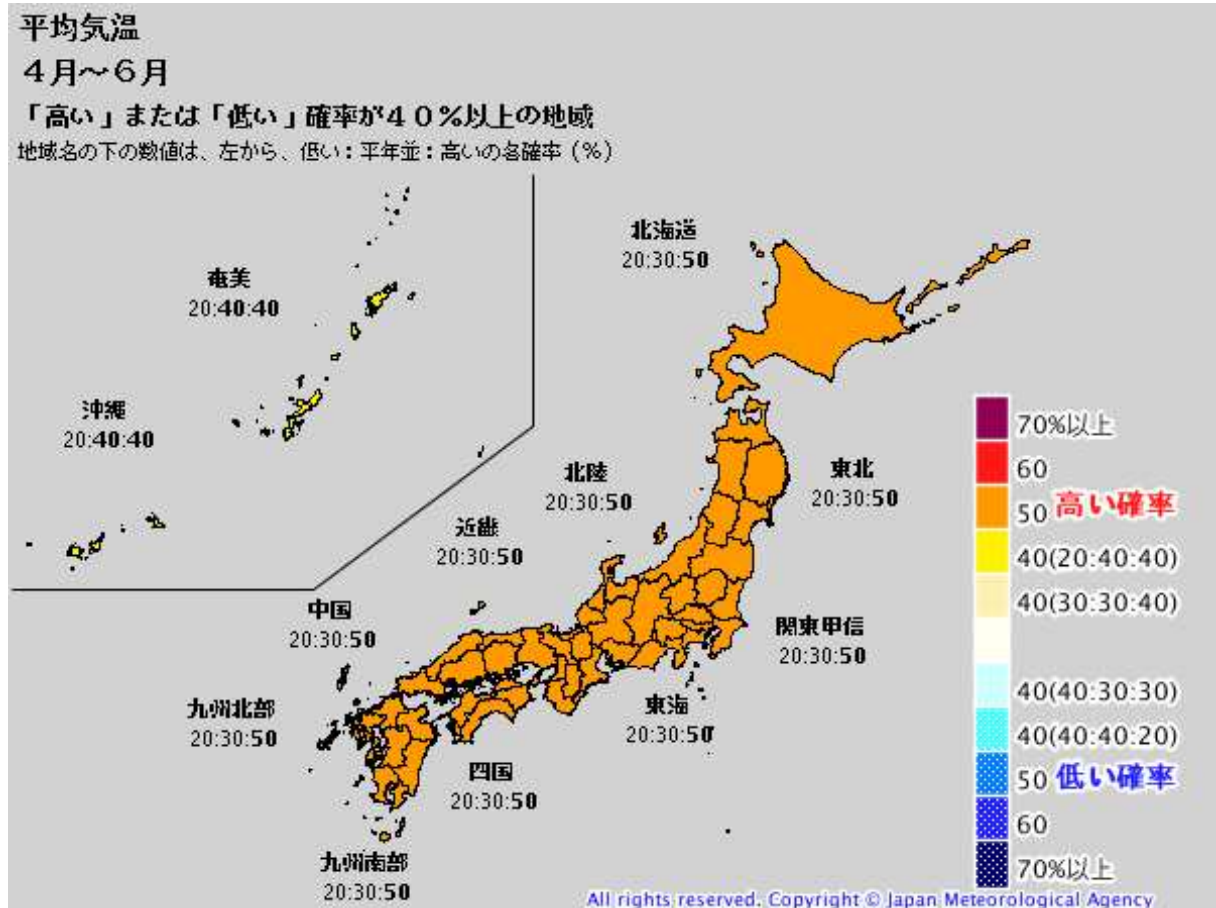 平均気温
4月~6月
「高い」または「低い」確率が40%以上の地域
地域名の下の数値は、左から、低い:平年並:高いの各確率(%)
北海道
20:30:50
奄美
20:40:40
沖縄
20:40:40
北陸
20:30:50
東北
20:30:50
近畿
20:30:50
中国
20:30:50
関東甲信
20:30:50
九州北部
20:30:50
東海
20:30:50
四国
20:30:50
九州南部
20:30:50
70%以上
60
50 高い確率
40(20:40:40)
40(30:30:40)
40(40:30:30)
40(40:40:20)
50 低い確率
60
70%以上
All rights reserved. Copyright © Japan Meteorological Agency